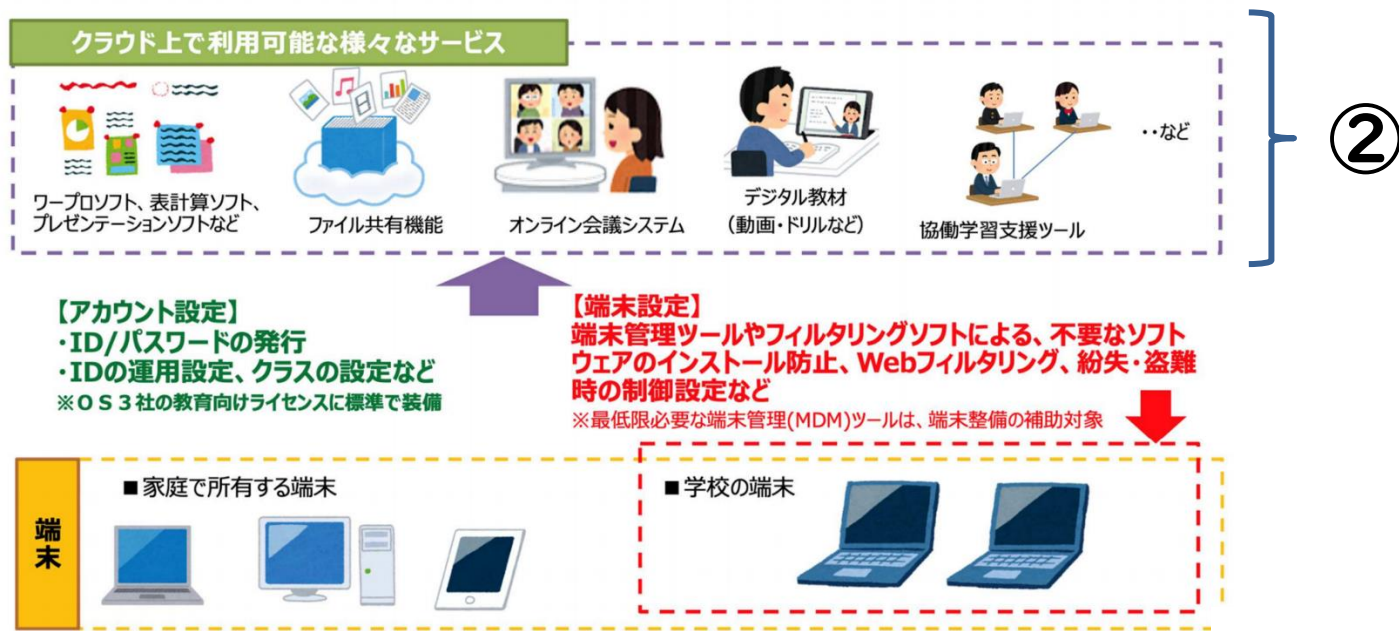 クラウド上で利用可能な様々なサービス
ワープロソフト、表計算ソフト、
プレゼンテーションソフトなど
ファイル共有機能
オンライン会議システム
デジタル教材
(動画・ドリルなど)
協働学習支援ツール
・・など
②
【アカウント設定】
・ID/パスワードの発行
・IDの運用設定、クラスの設定など
※OS3社の教育向けライセンスに標準で装備
【端末設定】
端末管理ツールやフィルタリングソフトによる、不要なソフト
ウェアのインストール防止、Webフィルタリング、紛失・盗難
時の制御設定など
※最低限必要な端末管理(MDM)ツールは、端末整備の補助対象
端末
■家庭で所有する端末
■学校の端末